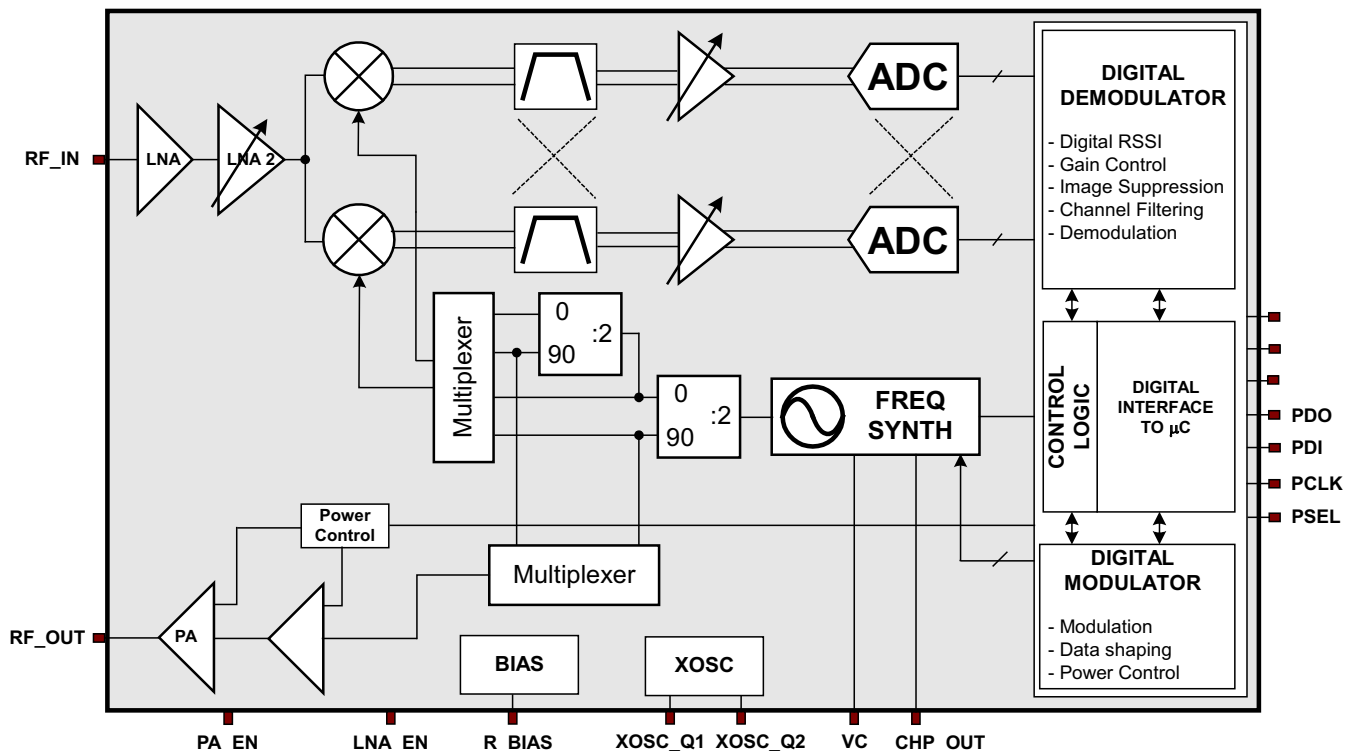 ADC
DIGITAL
DEMODULATOR
- Digital RSSI
- Gain Control
- Image Suppression
- Channel Filtering
- Demodulation
RF_IN
LNA
LNA 2
ADC
Multiplexer
0
90
:2
0
90
:2
FREQ
SYNTH
CONTROL
LOGIC
DIGITAL
INTERFACE
TO µC
PDO
PDI
PCLK
PSEL
Power
Control
Multiplexer
DIGITAL
MODULATOR
- Modulation
- Data shaping
- Power Control
RF_OUT
PA
BIAS
XOSC
PA_EN
LNA_EN
R_BIAS
XOSC_Q1
XOSC_Q2
VC
CHP_OUT